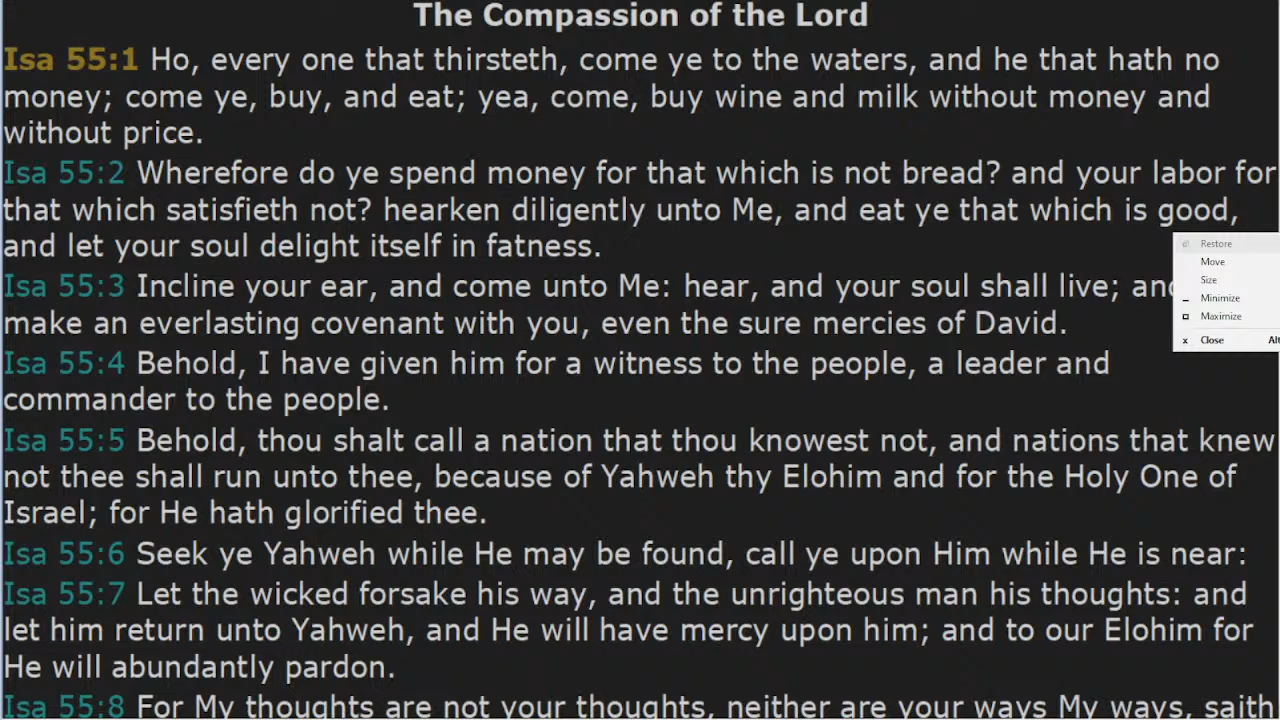 The Compassion of the Lord
Isa 55:1 Ho, every one that thirsteth, come ye to the waters, and he that hath no
money; come ye, buy, and eat; yea, come, buy wine and milk without money and
without price.
Isa 55:2 Wherefore do ye spend money for that which is not bread? and your labor for
that which satisfieth not? hearken diligently unto Me, and eat ye that which is good,
and let your soul delight itself in fatness.
Isa 55:3 Incline your ear, and come unto Me: hear, and your soul shall live; and
make an everlasting covenant with you, even the sure mercies of David.
Isa 55:4 Behold, I have given him for a witness to the people, a leader and
commander to the people.
Isa 55:5 Behold, thou shalt call a nation that thou knowest not, and nations that knew
not thee shall run unto thee, because of Yahweh thy Elohim and for the Holy One of
Israel; for He hath glorified thee.
Isa 55:6 Seek ye Yahweh while He may be found, call ye upon Him while He is near:
Isa 55:7 Let the wicked forsake his way, and the unrighteous man his thoughts: and
let him return unto Yahweh, and He will have mercy upon him; and to our Elohim for
He will abundantly pardon.
Isa 55:8 For My thoughts are not your thoughts, neither are your ways My ways, saith
Restore
Move
Size
Minimize
Maximize
Close Alt